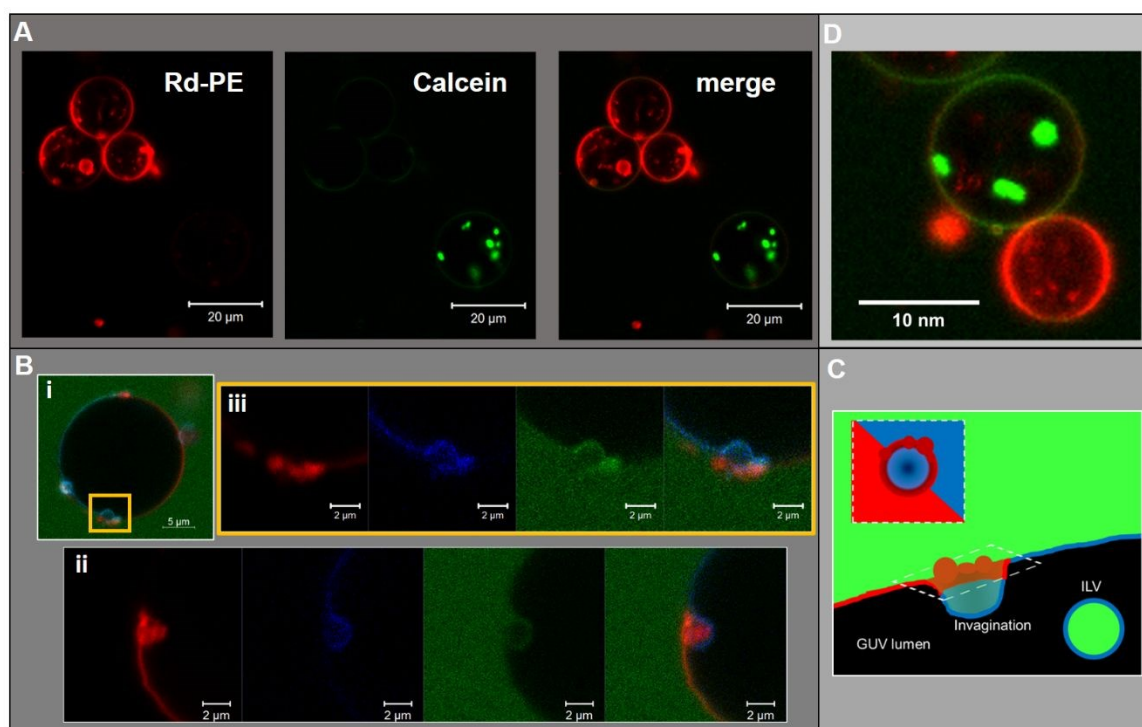 A
Rd-PE
Calcein
merge
20 µm
20 µm
20 µm
D
10 nm
B
i
5 µm
iii
2 µm
2 µm
2 µm
2 µm
ii
2 µm
2 µm
2 µm
2 µm
C
ILV
Invagination
GUV lumen